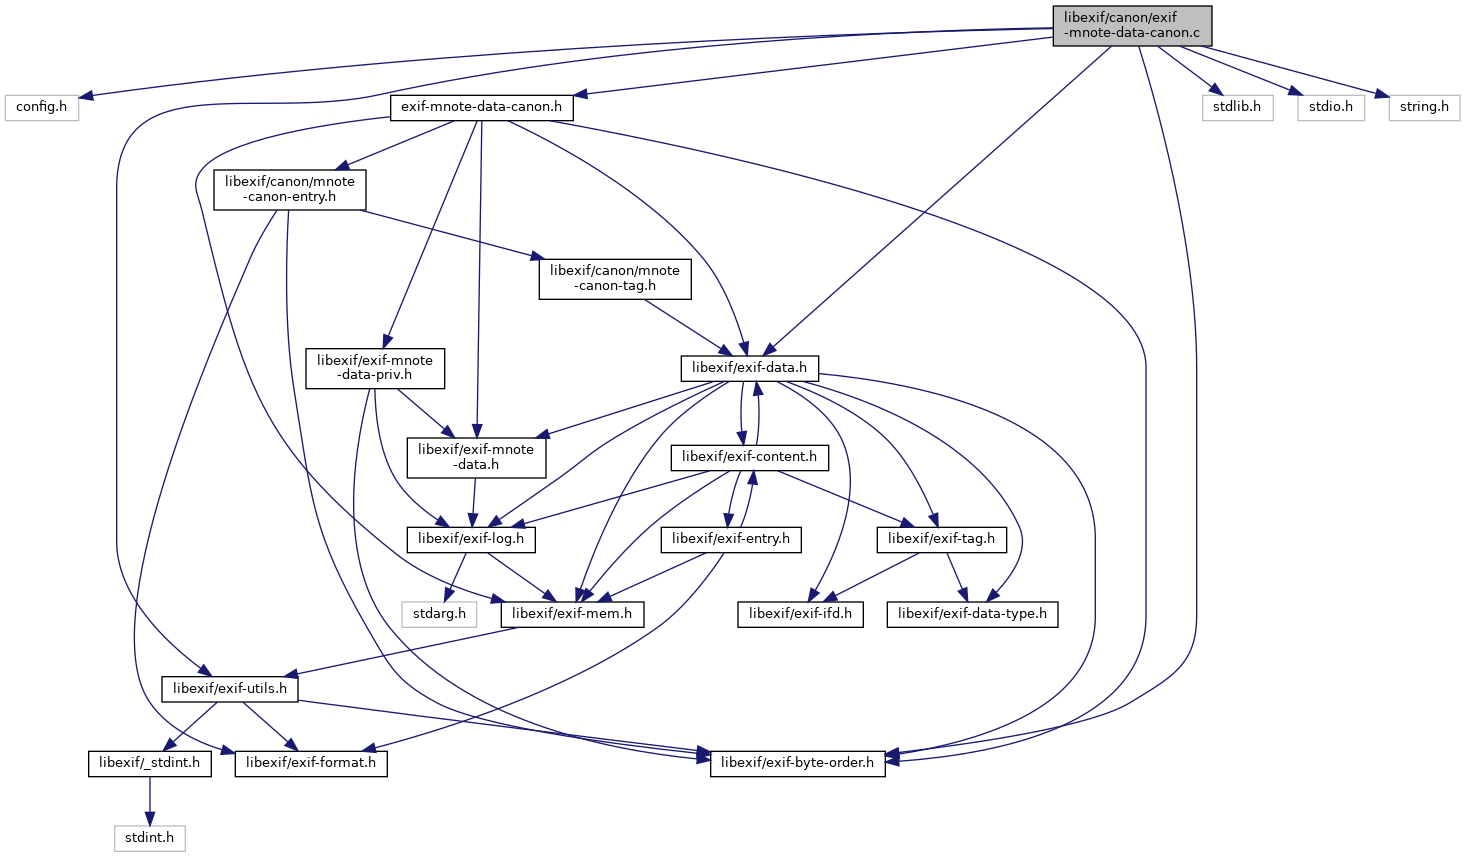 libexif/canon/exif
-mnote-data-canon.c
config.h
exif-mnote-data-canon.h
stdlib.h
stdio.h
string.h
libexif/canon/mnote
-canon-entry.h
libexif/canon/mnote
-canon-tag.h
libexif/exif-mnote
-data-priv.h
libexif/exif-data.h
libexif/exif-mnote
-data.h
libexif/exif-content.h
libexif/exif-log.h
libexif/exif-entry.h
libexif/exif-tag.h
stdarg.h
libexif/exif-mem.h
libexif/exif-ifd.h
libexif/exif-data-type.h
libexif/exif-utils.h
libexif/_stdint.h
libexif/exif-format.h
libexif/exif-byte-order.h
stdint.h